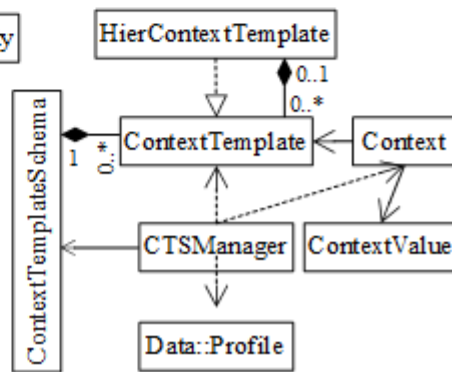 HierContextTemplate
y
0..1
0..*
ContextTemplateSchema
1
0..*
ContextTemplate
Context
CTSManager
ContextValue
Data::Profile